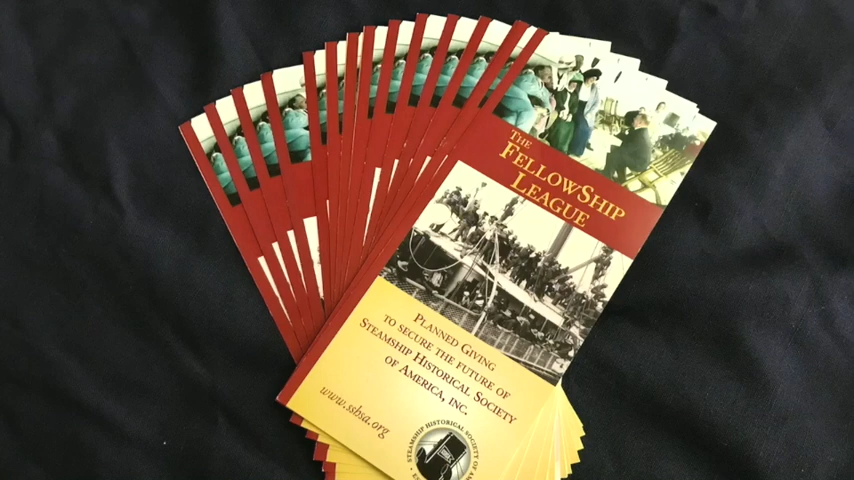 THE
FELLOWSHIP
LEAGUE
PLANNED GIVING
TO SECURE THE FUTURE OF
STEAMSHIP HISTORICAL SOCIETY
OF AMERICA, INC.
www.sshsa.org
STEAMSHIP HISTORICAL SOCIETY OF